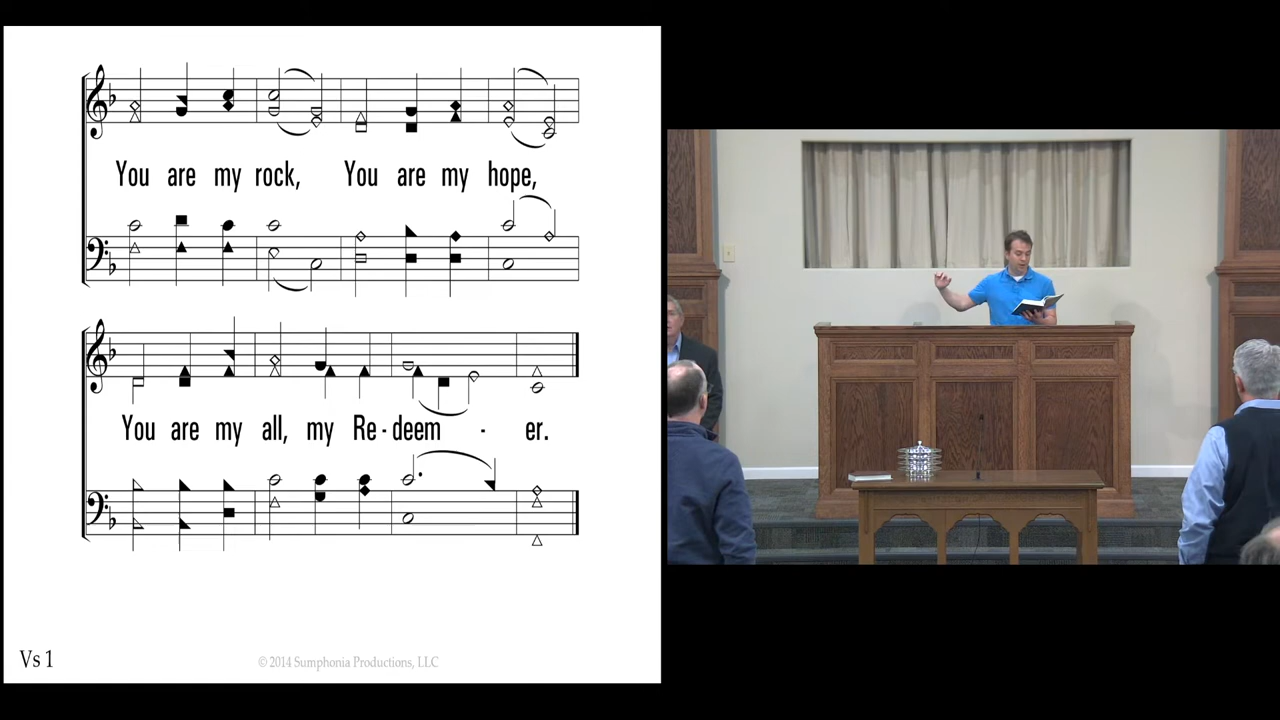 You are my rock, You are my hope,
You are my all, my Re - deem - er.
Vs 1
© 2014 Sumphonia Productions, LLC